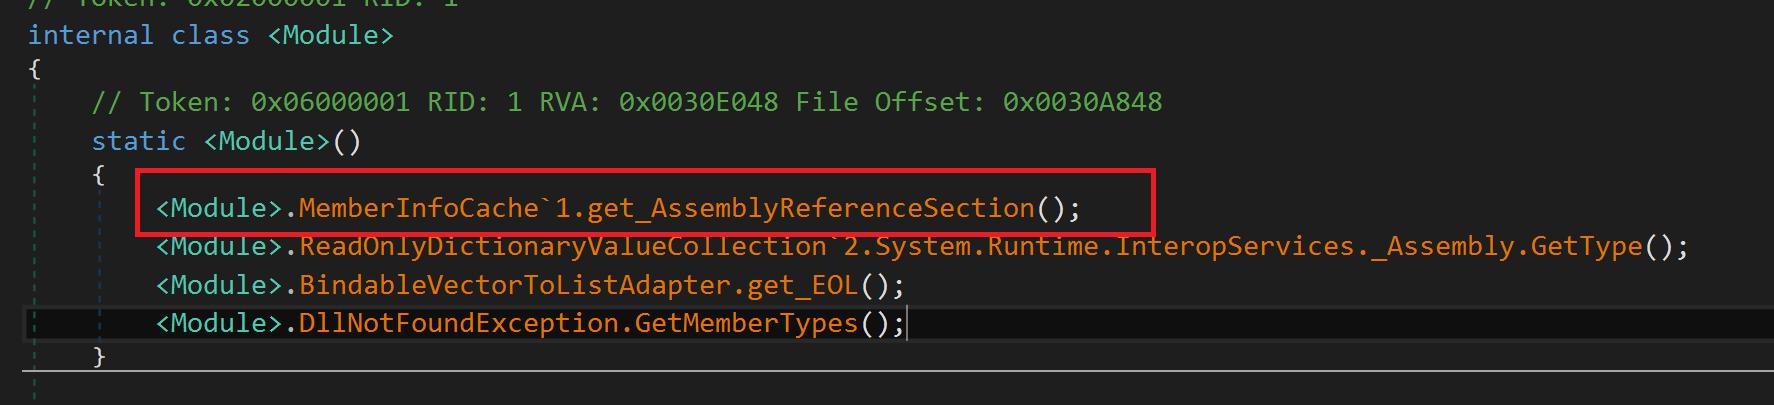 // Token: 0x02000001 RID: 1
internal class <Module>
{
// Token: 0x06000001 RID: 1 RVA: 0x0030E048 File Offset: 0x0030A848
static <Module>()
{
<Module>.MemberInfoCache`1.get_AssemblyReferenceSection();
<Module>.ReadOnlyDictionaryValueCollection`2.System.Runtime.InteropServices._Assembly.GetType();
<Module>.BindableVectorToListAdapter.get_EOL();
<Module>.DllNotFoundException.GetMemberTypes();
}